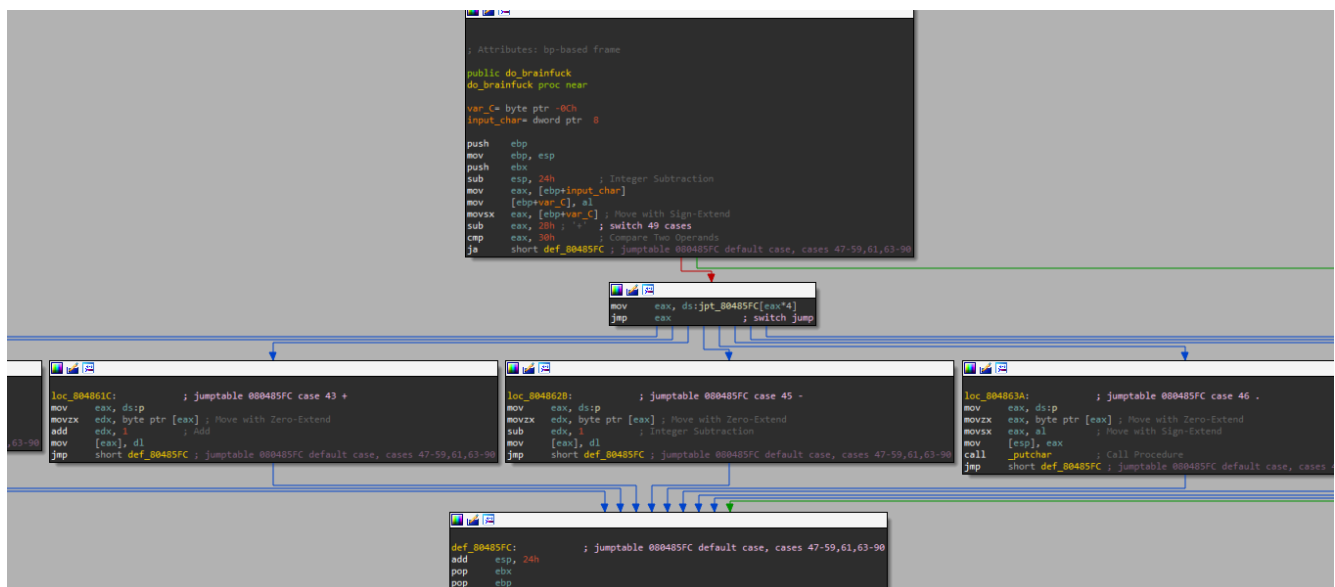 ; Attributes: bp-based frame
public do_brainfuck
do_brainfuck proc near
var_C= byte ptr -0Ch
input_char= dword ptr  8
push    ebp
mov     ebp, esp
push    ebx
sub     esp, 24h        ; Integer Subtraction
mov     eax, [ebp+input_char]
mov     [ebp+var_C], al
movsx   eax, [ebp+var_C] ; Move with Sign-Extend
sub     eax, 2Bh ; '+'  ; switch 49 cases
cmp     eax, 30h        ; Compare Two Operands
ja      short def_80485FC ; jumptable 080485FC default case, cases 47-59,61,63-90
mov     eax, ds:jpt_80485FC[eax*4]
jmp     eax             ; switch jump
,63-90
loc_804861C:            ; jumptable 080485FC case 43 +
mov     eax, ds:p
movzx   edx, byte ptr [eax] ; Move with Zero-Extend
add     edx, 1          ; Add
mov     [eax], dl
jmp     short def_80485FC ; jumptable 080485FC default case, cases 47-59,61,63-90
loc_804862B:            ; jumptable 080485FC case 45 -
mov     eax, ds:p
movzx   edx, byte ptr [eax] ; Move with Zero-Extend
sub     edx, 1          ; Integer Subtraction
mov     [eax], dl
jmp     short def_80485FC ; jumptable 080485FC default case, cases 47-59,61,63-90
loc_804863A:            ; jumptable 080485FC case 46 .
mov     eax, ds:p
movzx   eax, byte ptr [eax] ; Move with Zero-Extend
movsx   eax, al         ; Move with Sign-Extend
mov     [esp], eax
call    _putchar        ; Call Procedure
jmp     short def_80485FC ; jumptable 080485FC default case, cases
def_80485FC:            ; jumptable 080485FC default case, cases 47-59,61,63-90
add     esp, 24h
pop     ebx
pop     ebp